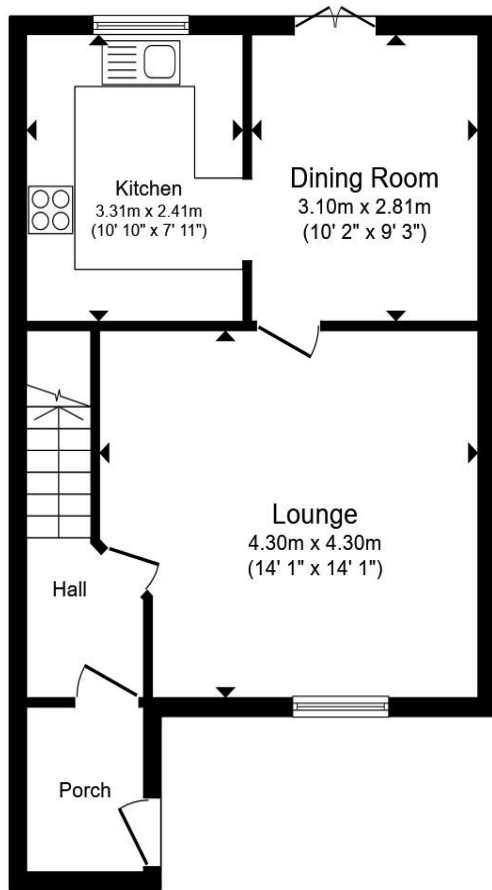 Kitchen
3.31m x 2.41m
(10' 10" x 7' 11")
Dining Room
3.10m x 2.81m
(10' 2" x 9' 3")
Lounge
4.30m x 4.30m
(14' 1" x 14' 1")
Hall
Porch